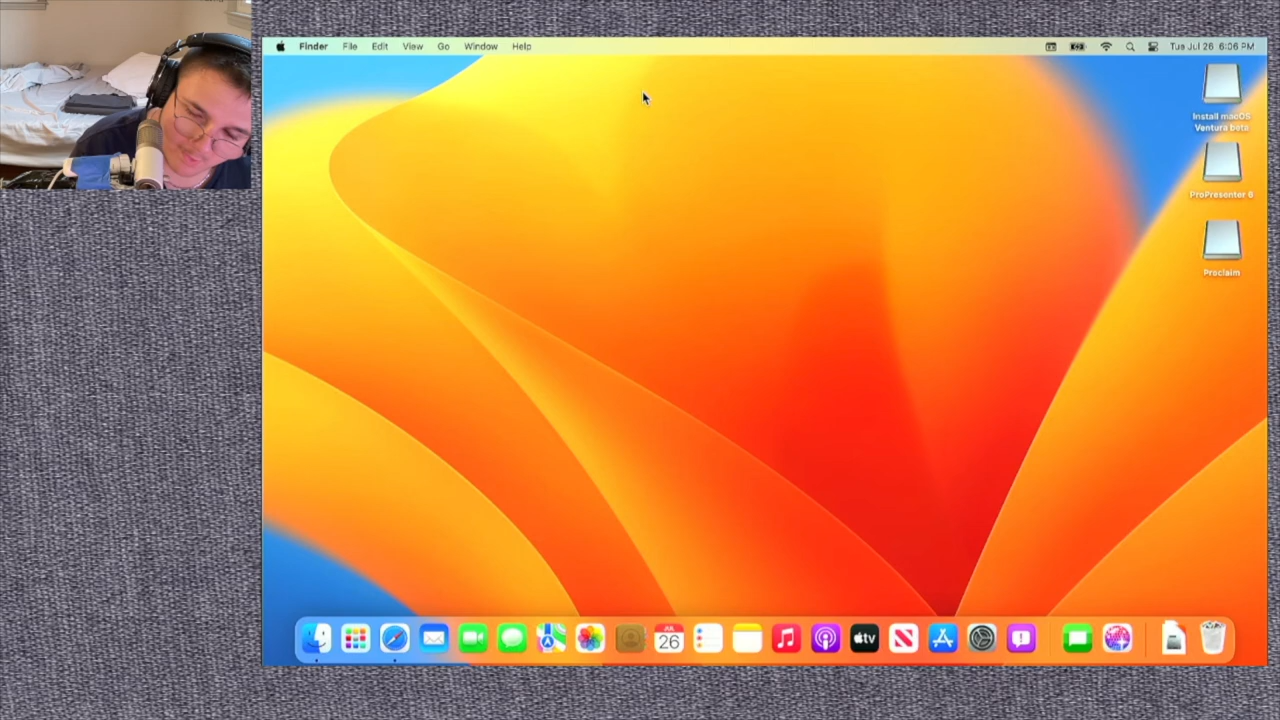 Finder File Edit View Go Window Help
Tue Jul 26 6:06 PM
Install macOS
Ventura beta
ProPresenter 6
Proclaim
JUL
26
tv